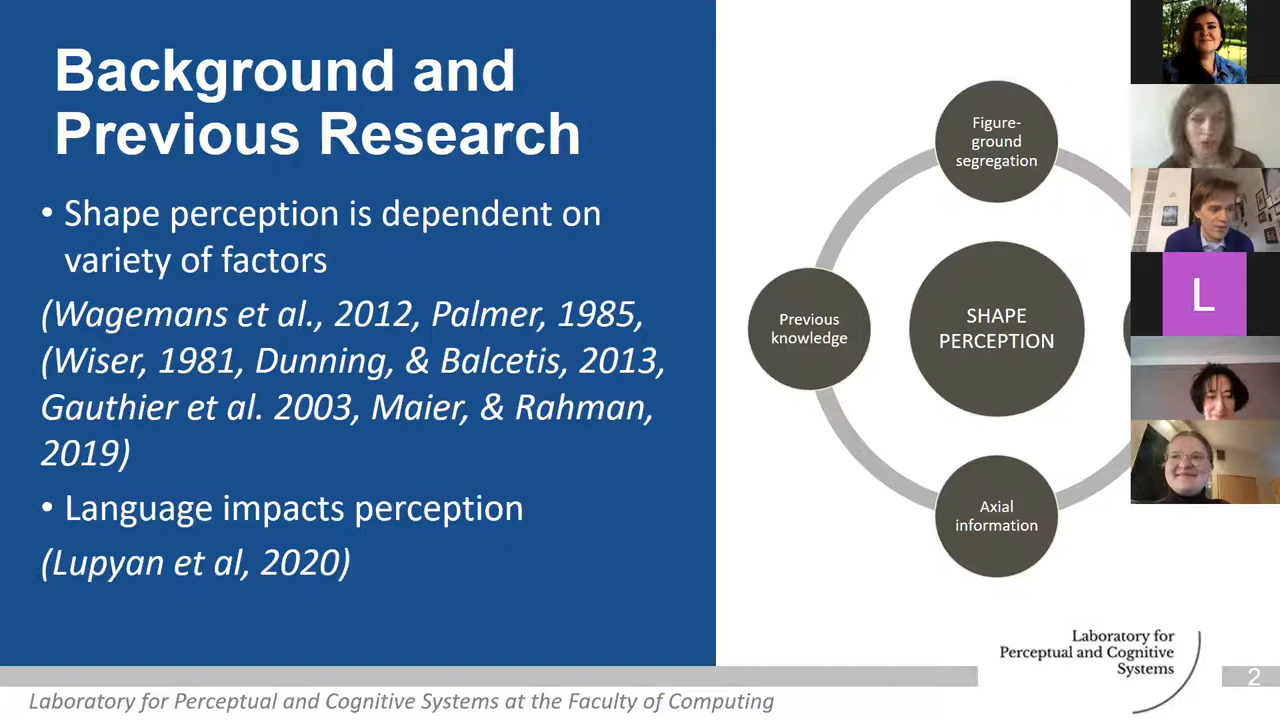 Background and
Previous Research
• Shape perception is dependent on
variety of factors
(Wagemans et al., 2012, Palmer, 1985,
(Wiser, 1981, Dunning, & Balcetis, 2013,
Gauthier et al. 2003, Maier, & Rahman,
2019)
• Language impacts perception
(Lupyan et al, 2020)
Figure-
ground
segregation
Previous
knowledge
SHAPE
PERCEPTION
Axial
information
L
Laboratory for
Perceptual and Cognitive
Systems
2
Laboratory for Perceptual and Cognitive Systems at the Faculty of Computing